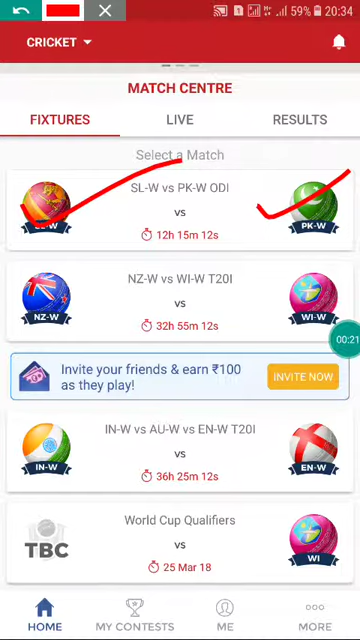 59% 20:34
CRICKET
MATCH CENTRE
FIXTURES LIVE RESULTS
Select a Match
SL-W vs PK-W ODI
vs
PK-W
12h 15m 12s
NZ-W vs WI-W T20I
vs
NZ-W WI-W
32h 55m 12s
00:21
Invite your friends & earn ₹100
as they play!
INVITE NOW
IN-W vs AU-W vs EN-W T20I
vs
IN-W EN-W
36h 25m 12s
World Cup Qualifiers
TBC vs WI
25 Mar 18
HOME MY CONTESTS ME MORE